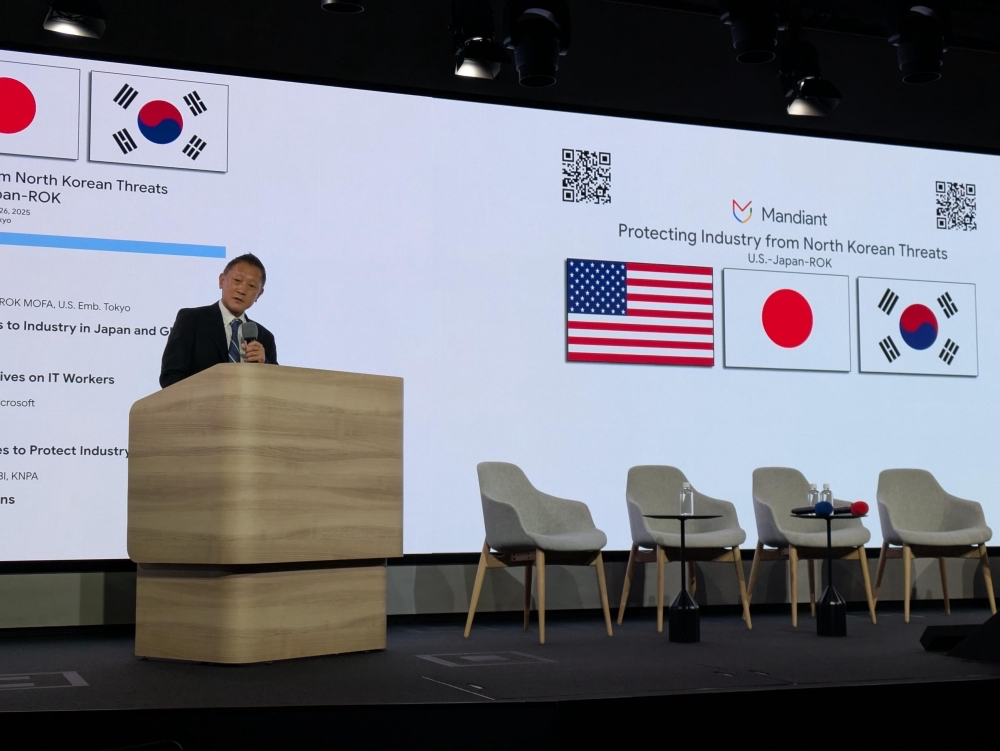 m North Korean Threats
pan-ROK
26, 2025
kyo
ROK MOFA, U.S. Emb. Tokyo
s to Industry in Japan and Gl
ives on IT Workers
crosoft
es to Protect Industry
BI, KNPA
ns
Mandiant
Protecting Industry from North Korean Threats
U.S.-Japan-ROK